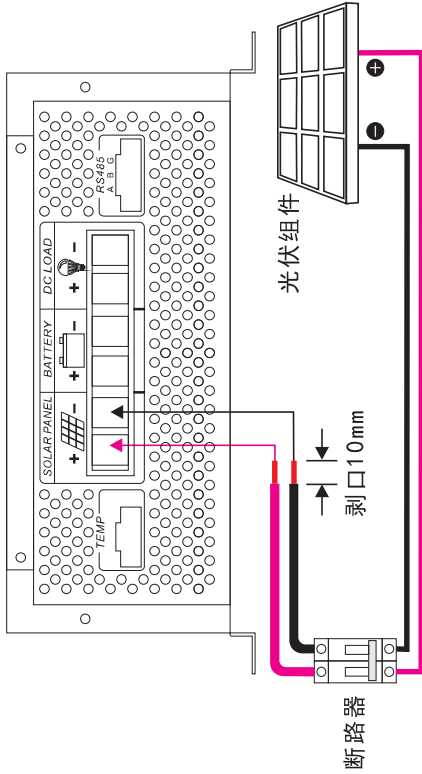 TEMP
SOLAR PANEL
BATTERY
DC LOAD
+ −
+ −
+ −
RS485
A B G
剥口10mm
断路器
光伏组件
− +